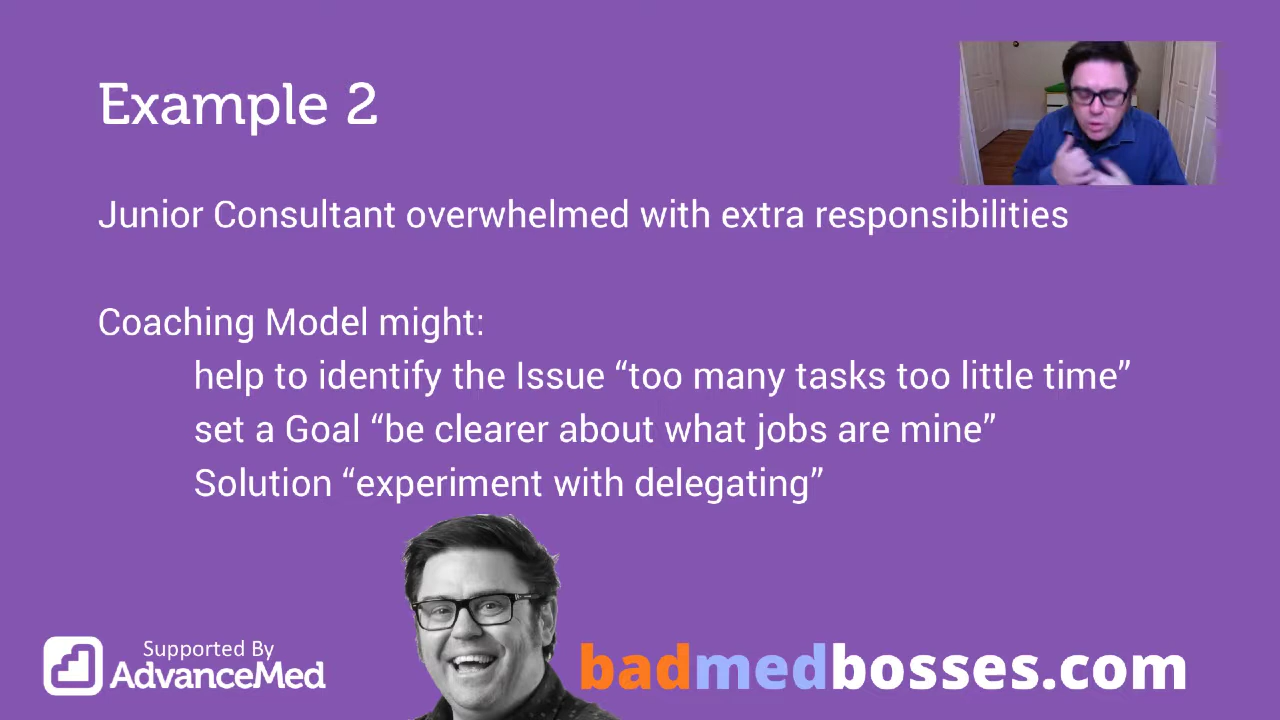 Example 2
Junior Consultant overwhelmed with extra responsibilities
Coaching Model might:
help to identify the Issue “too many tasks too little time”
set a Goal “be clearer about what jobs are mine”
Solution “experiment with delegating”
Supported By
AdvanceMed
badmedbosses.com